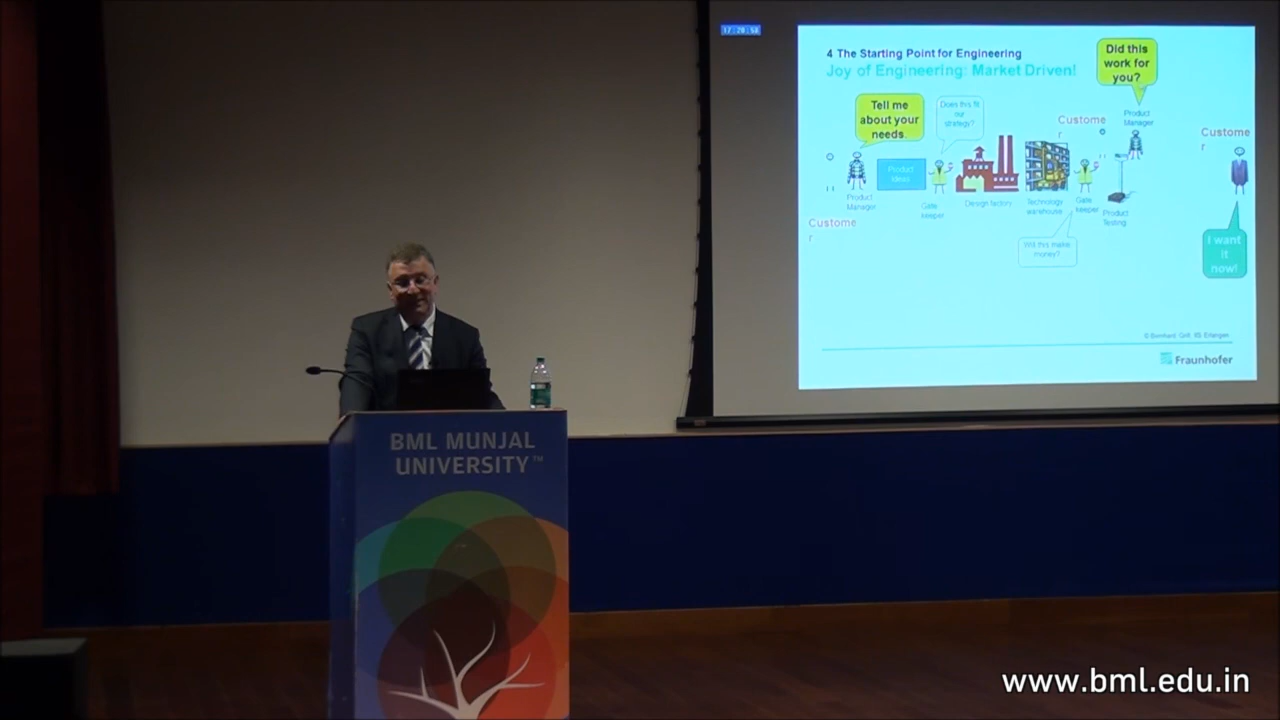 17:20:50
4 The Starting Point for Engineering
Joy of Engineering: Market Driven!
Did this
work for
you?
Tell me
about your
needs.
Does this fit
our
strategy?
Product
Manager
Custome
r
Custome
r
Product
Ideas
Product
Manager
Gate
keeper
Design factory
Technology
warehouse
Gate
keeper
Product
Testing
Custome
r
Will this make
money?
I want
it
now!
© Bernhard Grill, IIS Erlangen
Fraunhofer
BML MUNJAL
UNIVERSITY™
www.bml.edu.in